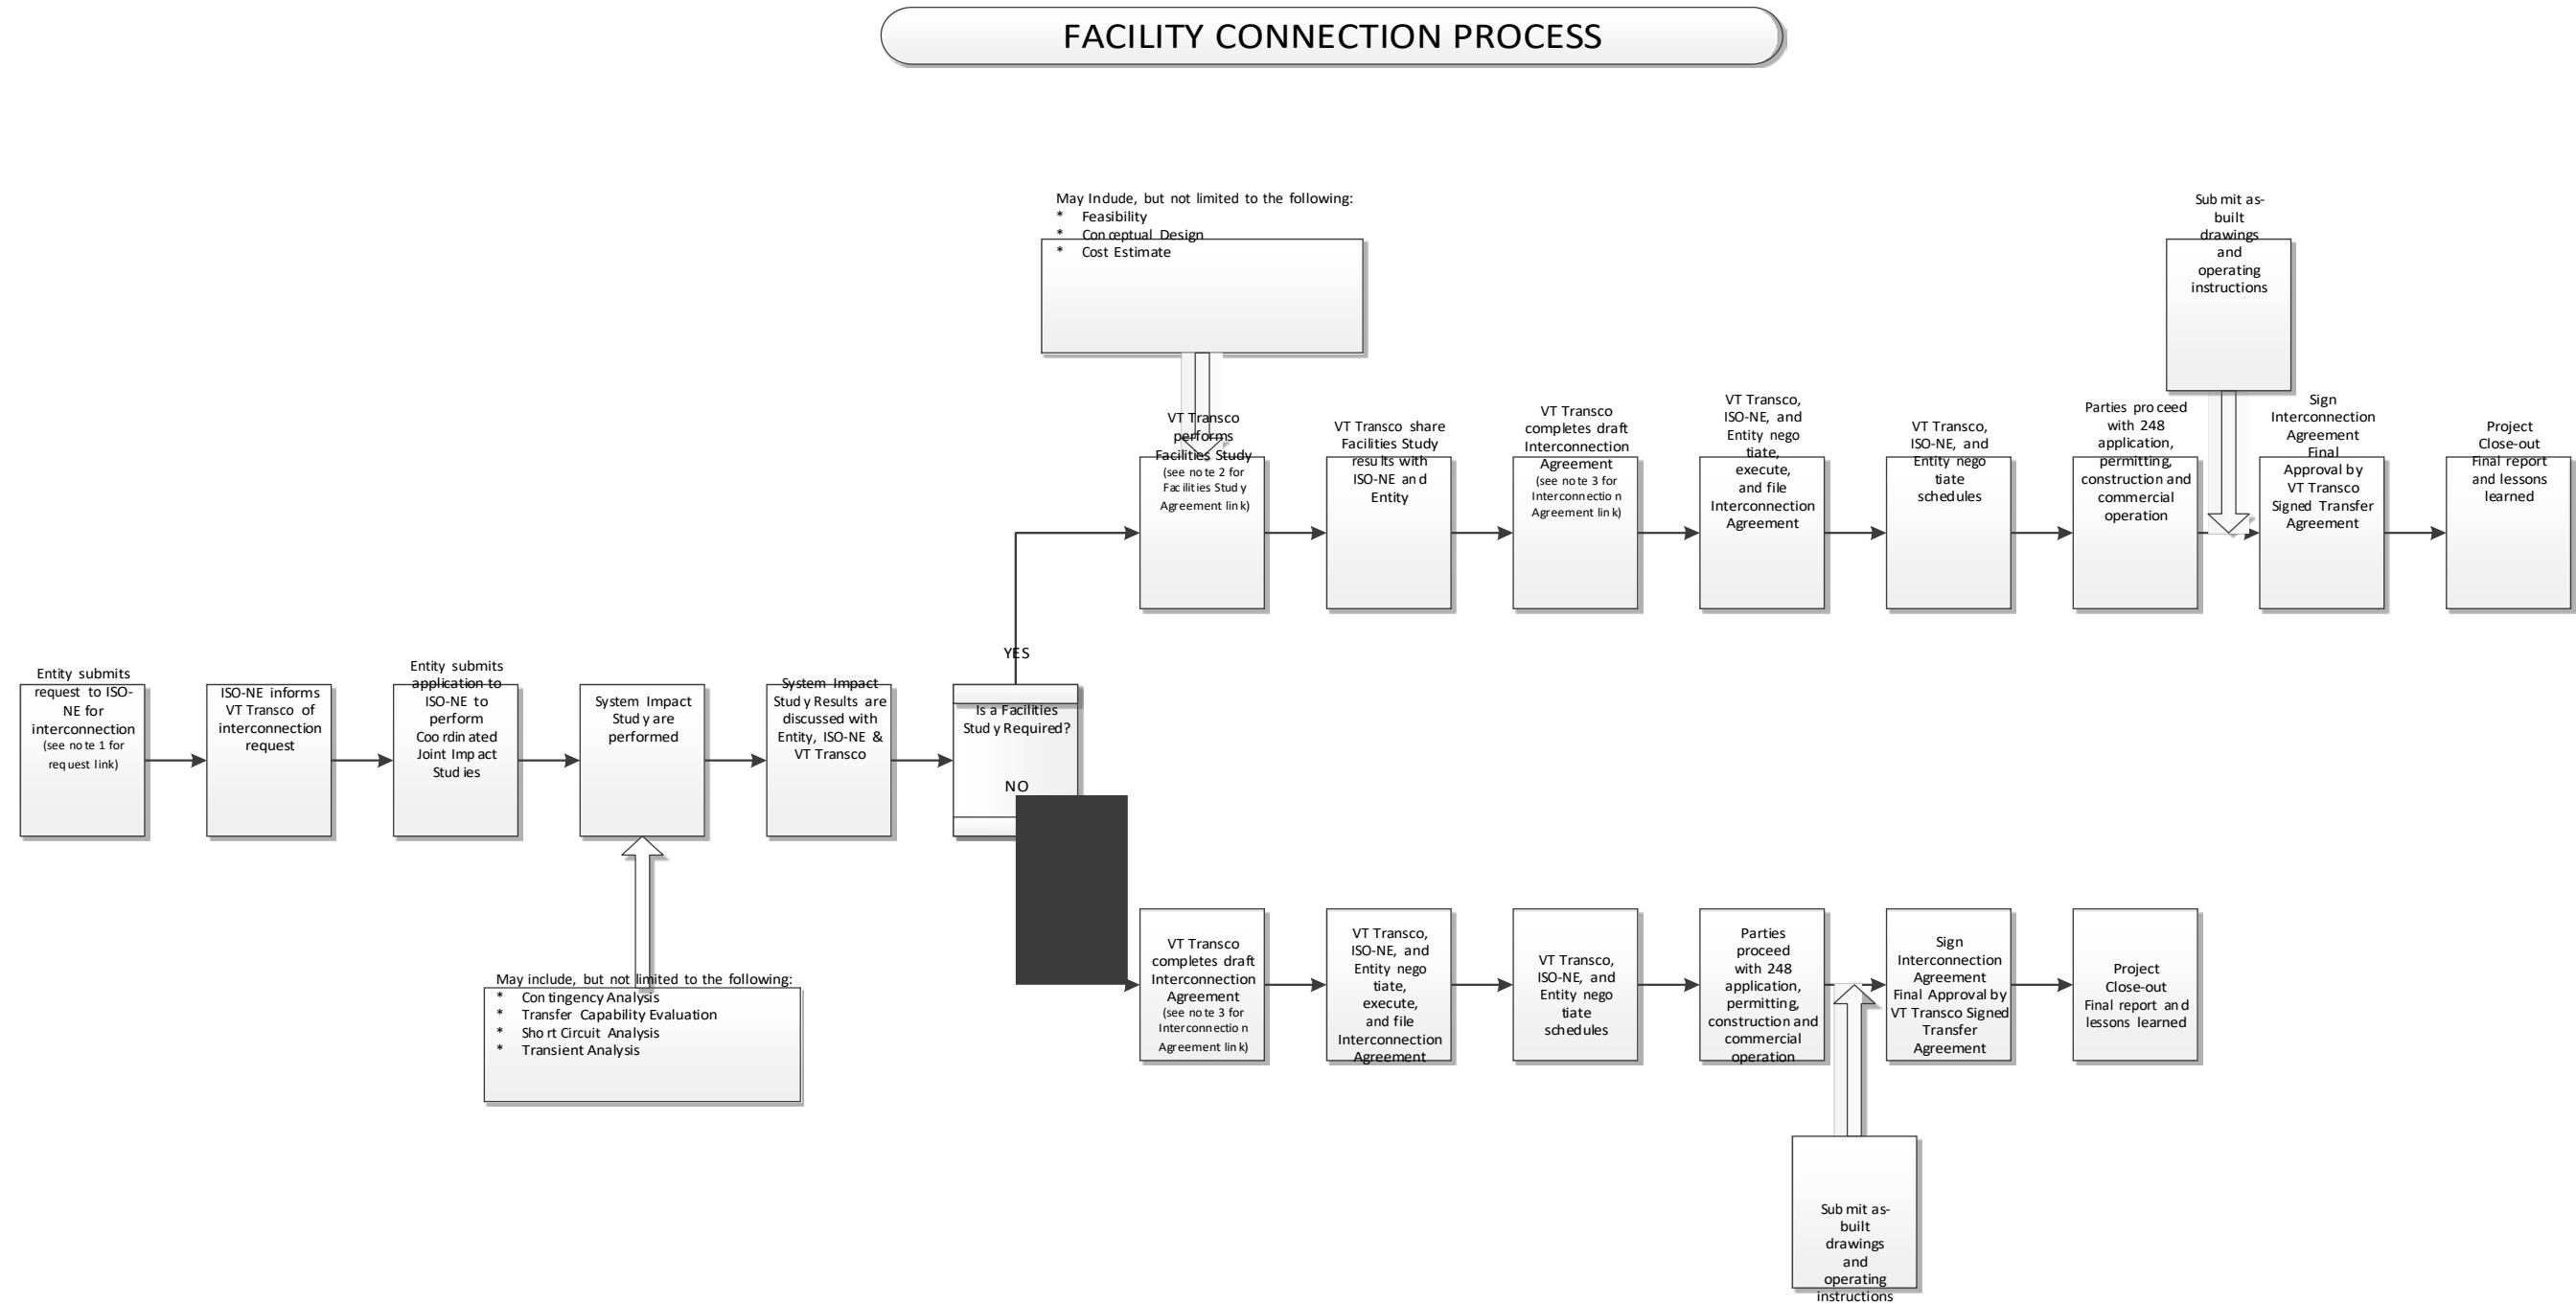 FACILITY CONNECTION PROCESS
May Include, but not limited to the following:
* Feasibility
* Conceptual Design
* Cost Estimate
Submit as-
built
drawings
and
operating
instructions
VT Transco
performs
Facilities Study
(see note 2 for
Facilities Study
Agreement link)
VT Transco share
Facilities Study
results with
ISO-NE and
Entity
VT Transco
completes draft
Interconnection
Agreement
(see note 3 for
Interconnection
Agreement link)
VT Transco,
ISO-NE, and
Entity nego
tiate,
execute,
and file
Interconnection
Agreement
VT Transco,
ISO-NE, and
Entity nego
tiate
schedules
Parties proceed
with 248
application,
permitting,
construction and
commercial
operation
Sign
Interconnection
Agreement
Final
Approval by
VT Transco
Signed Transfer
Agreement
Project
Close-out
Final report
and lessons
learned
YES
Entity submits
request to ISO-
NE for
interconnection
(see note 1 for
request link)
ISO-NE informs
VT Transco of
interconnection
request
Entity submits
application to
ISO-NE to
perform
Coordinated
Joint Impact
Studies
System Impact
Study are
performed
System Impact
Study Results are
discussed with
Entity, ISO-NE &
VT Transco
Is a Facilities
Study Required?
NO
May include, but not limited to the following:
* Contingency Analysis
* Transfer Capability Evaluation
* Short Circuit Analysis
* Transient Analysis
VT Transco
completes draft
Interconnection
Agreement
(see note 3 for
Interconnection
Agreement link)
VT Transco,
ISO-NE, and
Entity nego
tiate,
execute,
and file
Interconnection
Agreement
VT Transco,
ISO-NE, and
Entity nego
tiate
schedules
Parties
proceed
with 248
application,
permitting,
construction and
commercial
operation
Sign
Interconnection
Agreement
Final Approval by
VT Transco Signed
Transfer
Agreement
Project
Close-out
Final report and
lessons learned
Submit as-
built
drawings
and
operating
instructions